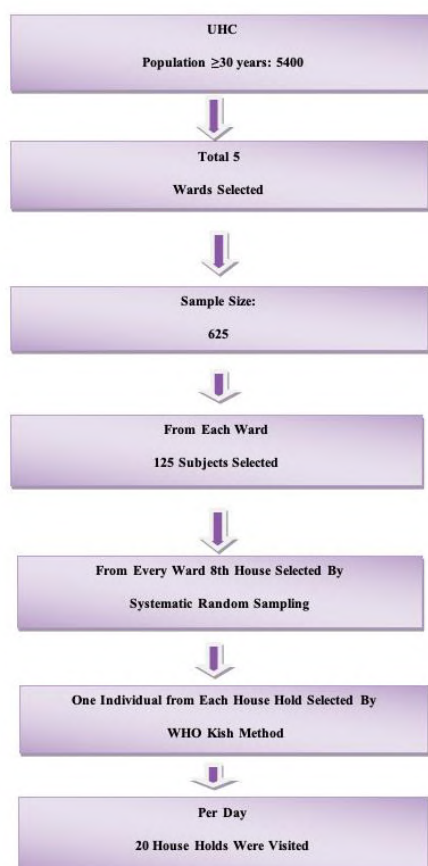 UHC
Population ≥30 years: 5400
Total 5
Wards Selected
Sample Size:
625
From Each Ward
125 Subjects Selected
From Every Ward 8th House Selected By
Systematic Random Sampling
One Individual from Each House Hold Selected By
WHO Kish Method
Per Day
20 House Holds Were Visited